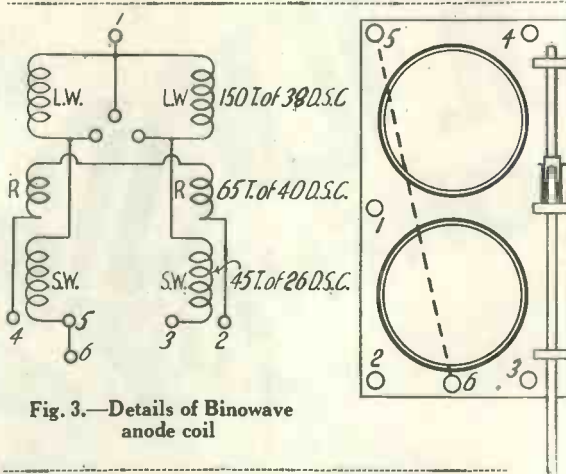 1
L.W.
L.W
150 T. of 38 D.S.C
R
R
65 T. of 40 D.S.C.
S.W.
S.W.
45 T. of 26 D.S.C.
4
5
3
2
6
5
4
1
2
6
3
Fig. 3.—Details of Binowave
anode coil